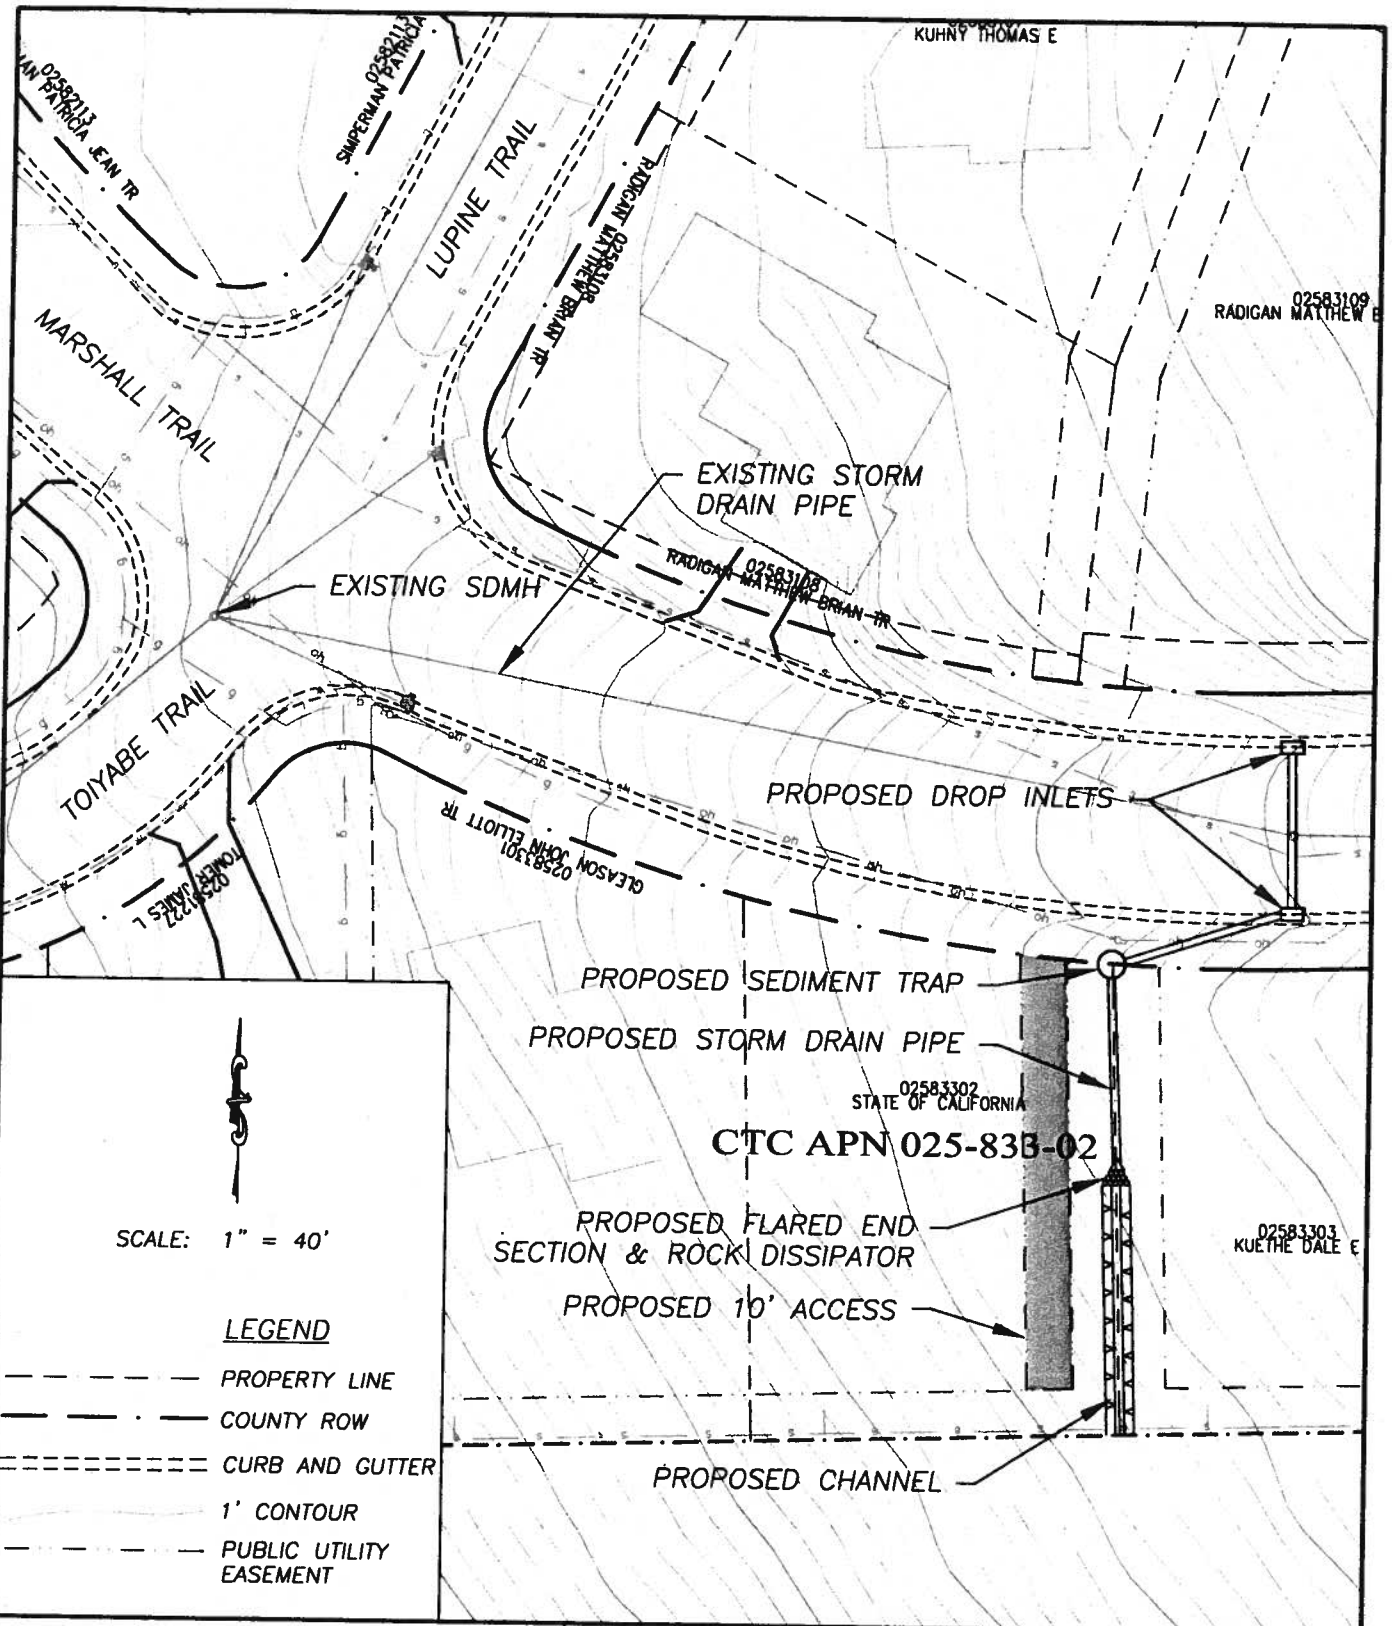 KUHNY THOMAS E
02582113
PATRICIA JEAN TR
02582113
SIMPERMAN PATRICIA
LUPINE TRAIL
02583108
RADIGAN MATTHEW BRIAN TR
02583109
RADIGAN MATTHEW
MARSHALL TRAIL
EXISTING STORM
DRAIN PIPE
EXISTING SDMH
02583108
RADIGAN MATTHEW BRIAN TR
TOIYABE TRAIL
PROPOSED DROP INLETS
02583301
GLEASON JOHN ELLIOTT TR
TOMER JAMES L
PROPOSED SEDIMENT TRAP
PROPOSED STORM DRAIN PIPE
02583302
STATE OF CALIFORNIA
CTC APN 025-833-02
PROPOSED FLARED END
SECTION & ROCK DISSIPATOR
02583303
KUETHE DALE E
PROPOSED 10' ACCESS
PROPOSED CHANNEL
SCALE: 1" = 40'
LEGEND
PROPERTY LINE
COUNTY ROW
CURB AND GUTTER
1' CONTOUR
PUBLIC UTILITY
EASEMENT